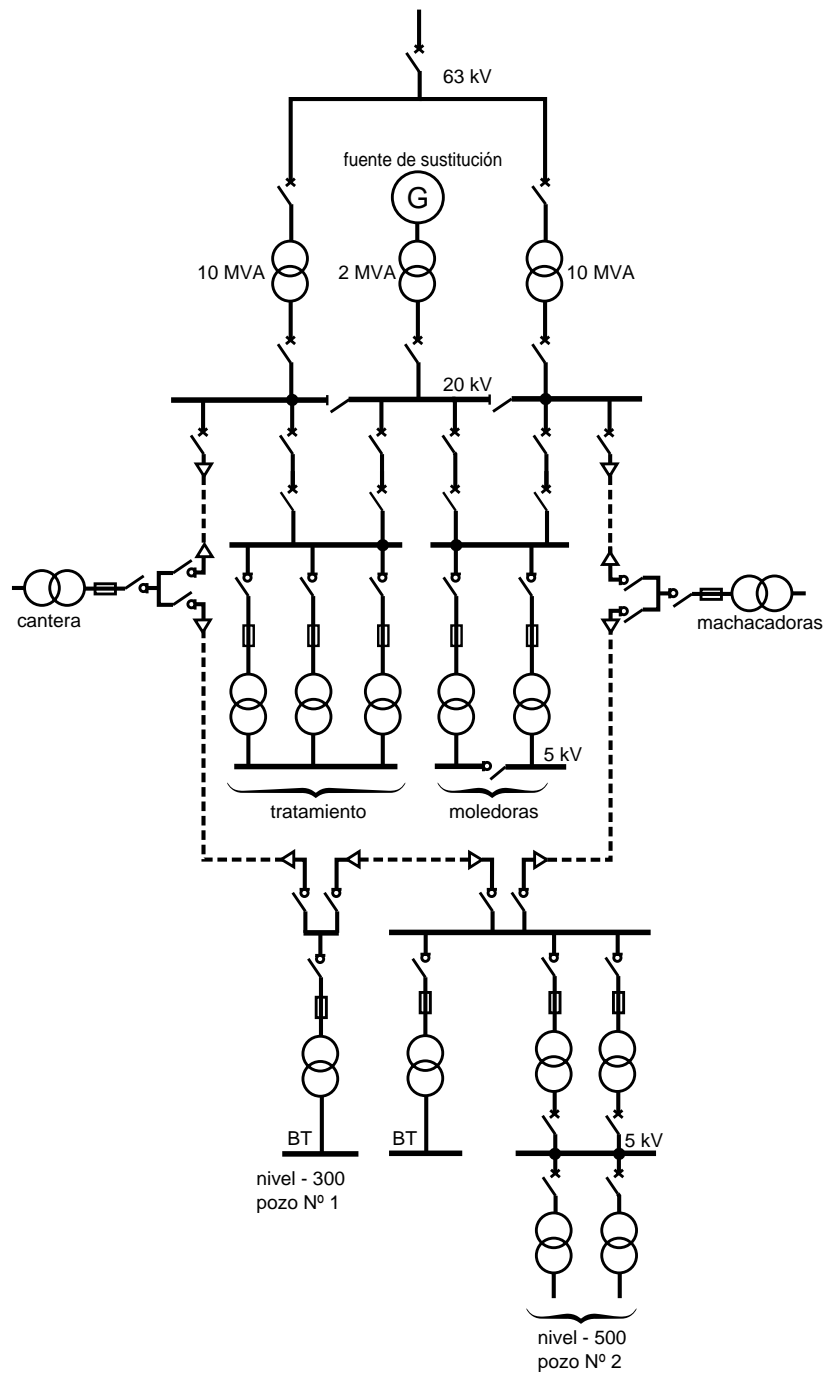 63 kV
fuente de sustitución
G
10 MVA
2 MVA
10 MVA
20 kV
cantera
machacadoras
5 kV
tratamiento
moledoras
BT
BT
5 kV
nivel - 300
pozo Nº 1
nivel - 500
pozo Nº 2